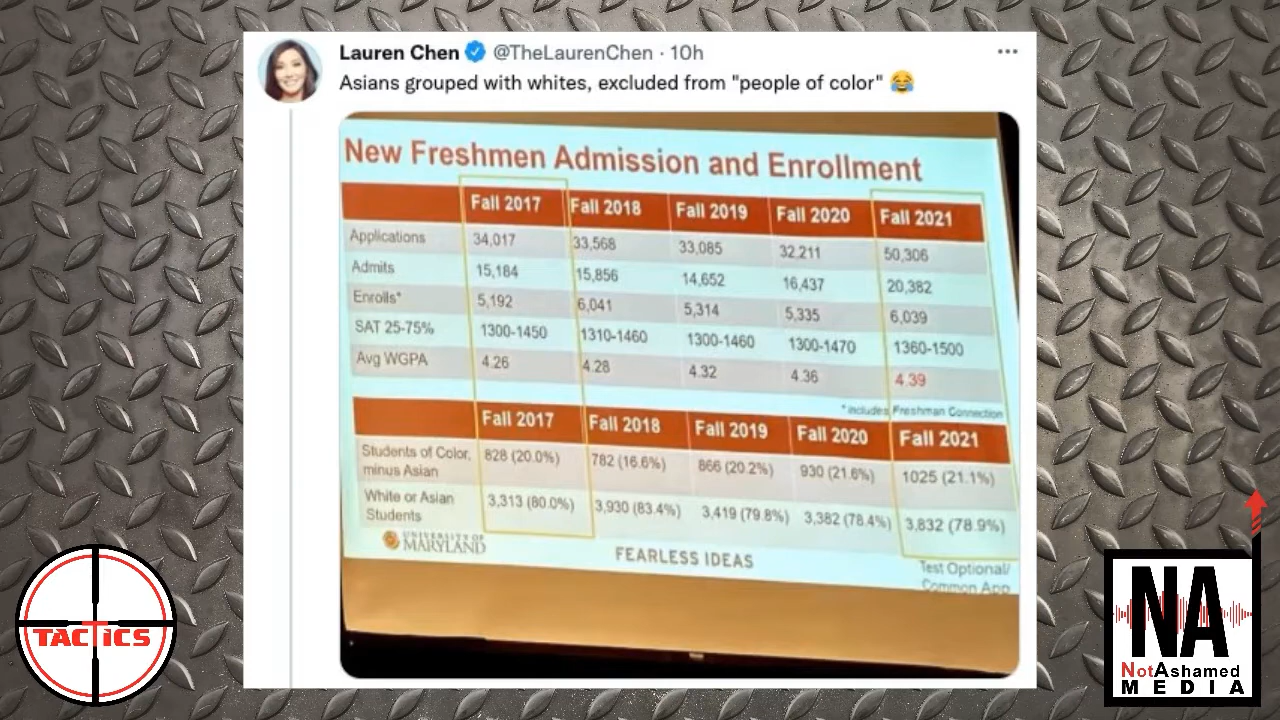 Lauren Chen @TheLaurenChen · 10h
Asians grouped with whites, excluded from "people of color" 😂
New Freshmen Admission and Enrollment
Fall 2017 Fall 2018 Fall 2019 Fall 2020 Fall 2021
Applications 34,017 33,568 33,085 32,211 50,306
Admits 15,184 15,856 14,652 16,437 20,382
Enrolls* 5,192 6,041 5,314 5,335 6,039
SAT 25-75% 1300-1450 1310-1460 1300-1460 1300-1470 1360-1500
Avg WGPA 4.26 4.28 4.32 4.36 4.39
* includes Freshman Connection
Fall 2017 Fall 2018 Fall 2019 Fall 2020 Fall 2021
Students of Color, minus Asian 828 (20.0%) 782 (16.6%) 866 (20.2%) 930 (21.6%) 1025 (21.1%)
White or Asian Students 3,313 (80.0%) 3,930 (83.4%) 3,419 (79.8%) 3,382 (78.4%) 3,832 (78.9%)
UNIVERSITY OF
MARYLAND
FEARLESS IDEAS
Test Optional/
Common App
TACTICS
NA
NotAshamed
MEDIA